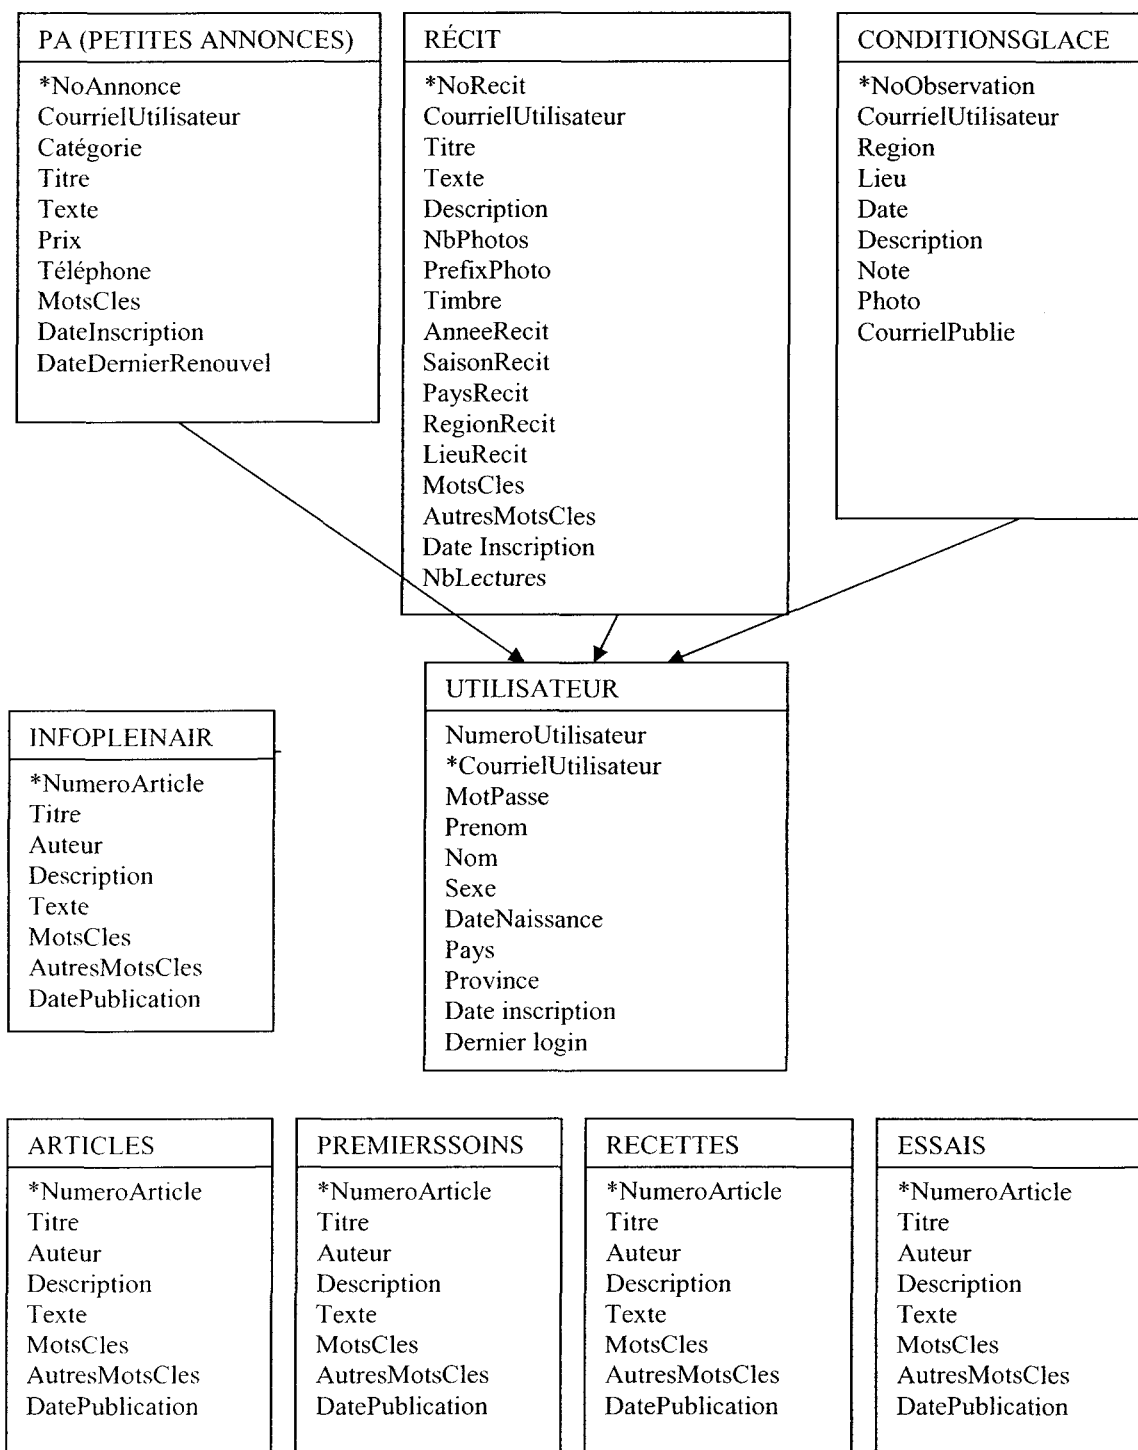 PA (PETITES ANNONCES)
*NoAnnonce
CourrielUtilisateur
Catégorie
Titre
Texte
Prix
Téléphone
MotsCles
DateInscription
DateDernierRenouvel
RÉCIT
*NoRecit
CourrielUtilisateur
Titre
Texte
Description
NbPhotos
PrefixPhoto
Timbre
AnneeRecit
SaisonRecit
PaysRecit
RegionRecit
LieuRecit
MotsCles
AutresMotsCles
Date Inscription
NbLectures
CONDITIONSGLACE
*NoObservation
CourrielUtilisateur
Region
Lieu
Date
Description
Note
Photo
CourrielPublie
INFOPLEINAIR
*NumeroArticle
Titre
Auteur
Description
Texte
MotsCles
AutresMotsCles
DatePublication
UTILISATEUR
NumeroUtilisateur
*CourrielUtilisateur
MotPasse
Prenom
Nom
Sexe
DateNaissance
Pays
Province
Date inscription
Dernier login
ARTICLES
*NumeroArticle
Titre
Auteur
Description
Texte
MotsCles
AutresMotsCles
DatePublication
PREMIERSSOINS
*NumeroArticle
Titre
Auteur
Description
Texte
MotsCles
AutresMotsCles
DatePublication
RECETTES
*NumeroArticle
Titre
Auteur
Description
Texte
MotsCles
AutresMotsCles
DatePublication
ESSAIS
*NumeroArticle
Titre
Auteur
Description
Texte
MotsCles
AutresMotsCles
DatePublication